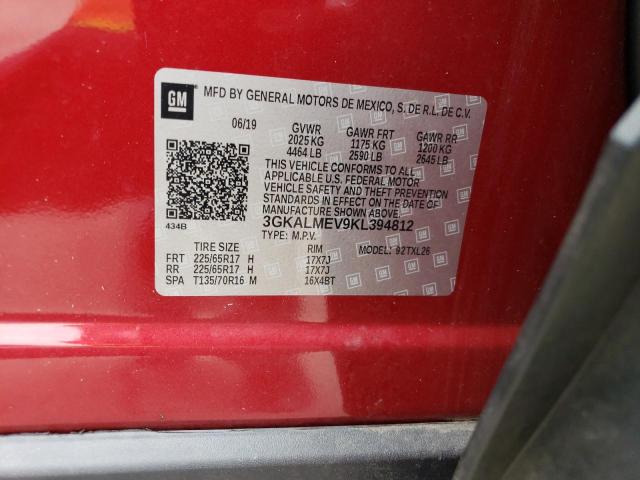 GM
MFD BY GENERAL MOTORS DE MEXICO, S. DE R.L. DE C.V.
06/19 GVWR GAWR FRT GAWR RR
2025 KG 1175 KG 1200 KG
4464 LB 2590 LB 2645 LB
THIS VEHICLE CONFORMS TO ALL
APPLICABLE U.S. FEDERAL MOTOR
VEHICLE SAFETY AND THEFT PREVENTION
STANDARDS IN EFFECT ON THE DATE OF
MANUFACTURE SHOWN ABOVE.
434B 3GKALMEV9KL394812
TYPE: M.P.V. MODEL: 92TXL26
TIRE SIZE RIM
FRT 225/65R17 H 17X7J
RR 225/65R17 H 17X7J
SPA T135/70R16 M 16X4BT